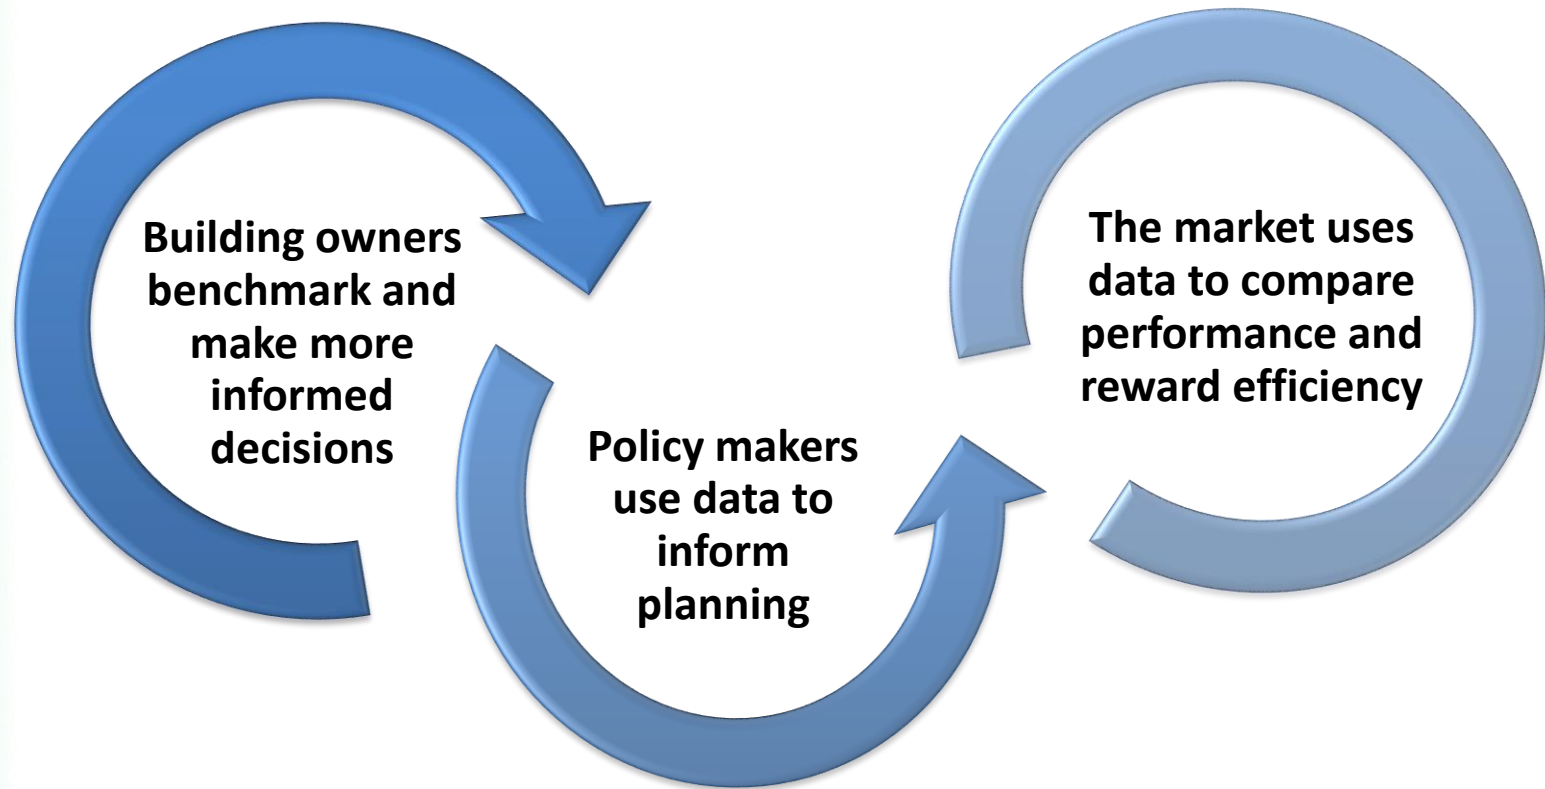 Building owners
benchmark and
make more
informed
decisions
Policy makers
use data to
inform
planning
The market uses
data to compare
performance and
reward efficiency